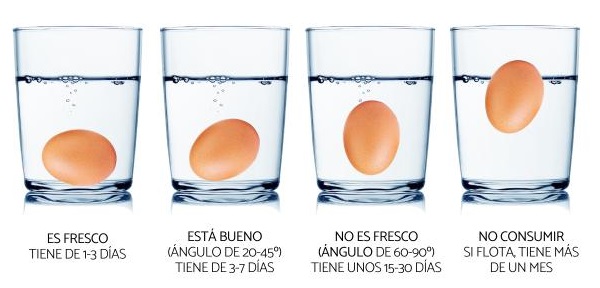 ES FRESCO
TIENE DE 1-3 DÍAS
ESTÁ BUENO
(ÁNGULO DE 20-45º)
TIENE DE 3-7 DÍAS
NO ES FRESCO
(ÁNGULO DE 60-90º)
TIENE UNOS 15-30 DÍAS
NO CONSUMIR
SI FLOTA, TIENE MÁS
DE UN MES